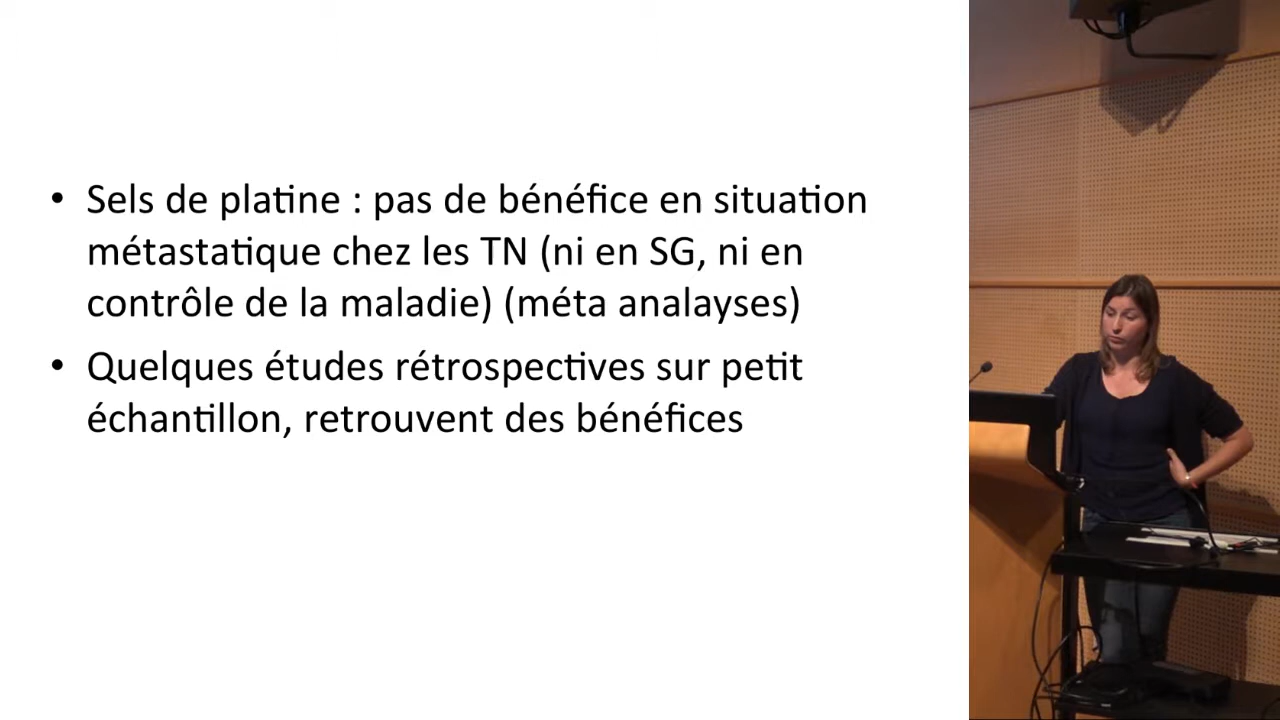 • Sels de platine : pas de bénéfice en situation
métastatique chez les TN (ni en SG, ni en
contrôle de la maladie) (méta analayses)
• Quelques études rétrospectives sur petit
échantillon, retrouvent des bénéfices